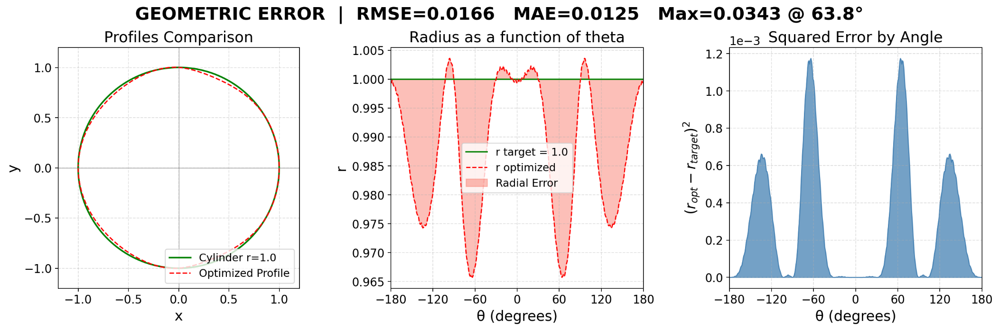 GEOMETRIC ERROR | RMSE=0.0166 MAE=0.0125 Max=0.0343 @ 63.8°
Profiles Comparison
1.0
0.5
0.0
−0.5
−1.0
y
−1.0 −0.5 0.0 0.5 1.0
x
Cylinder r=1.0
Optimized Profile
Radius as a function of theta
1.005
1.000
0.995
0.990
0.985
0.980
0.975
0.970
0.965
r
r target = 1.0
r optimized
Radial Error
−180 −120 −60 0 60 120 180
θ (degrees)
1e−3 Squared Error by Angle
1.2
1.0
0.8
0.6
0.4
0.2
0.0
(r_opt − r_target)²
−180 −120 −60 0 60 120 180
θ (degrees)